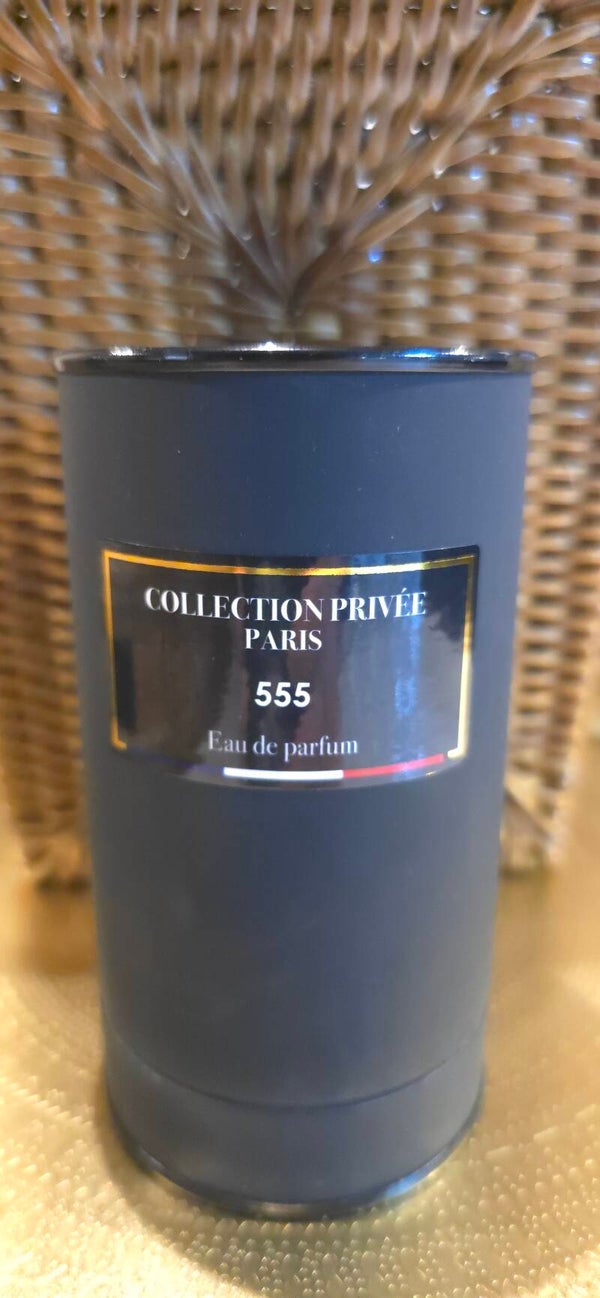 COLLECTION PRIVÉE
PARIS
555
Eau de parfum